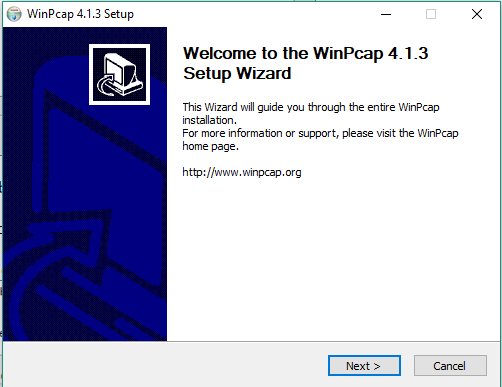 WinPcap 4.1.3 Setup
Welcome to the WinPcap 4.1.3
Setup Wizard
This Wizard will guide you through the entire WinPcap
installation.
For more information or support, please visit the WinPcap
home page.
http://www.winpcap.org
Next >
Cancel